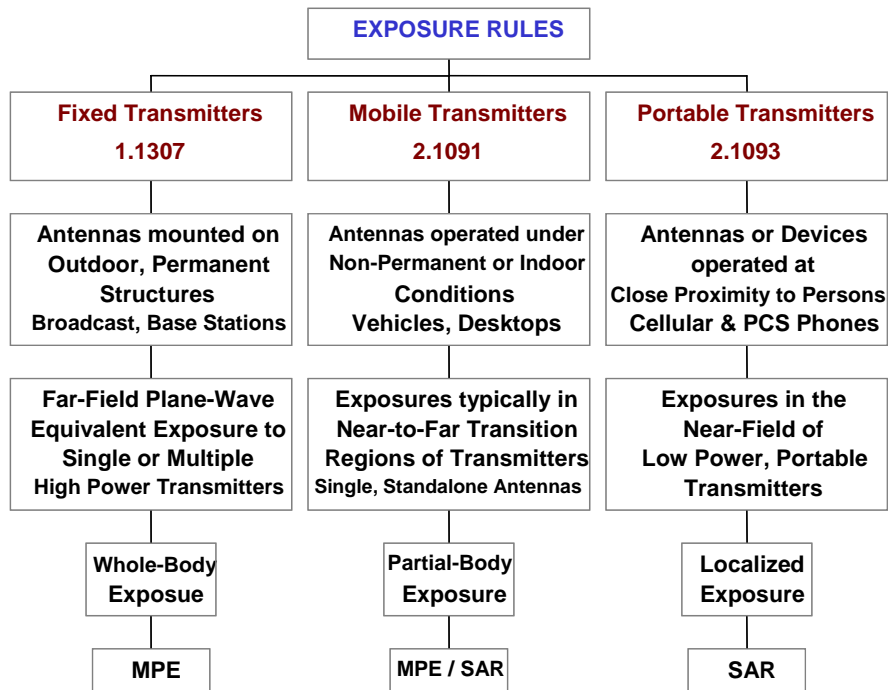 EXPOSURE RULES
Fixed Transmitters
1.1307
Mobile Transmitters
2.1091
Portable Transmitters
2.1093
Antennas mounted on
Outdoor, Permanent
Structures
Broadcast, Base Stations
Antennas operated under
Non-Permanent or Indoor
Conditions
Vehicles, Desktops
Antennas or Devices
operated at
Close Proximity to Persons
Cellular & PCS Phones
Far-Field Plane-Wave
Equivalent Exposure to
Single or Multiple
High Power Transmitters
Exposures typically in
Near-to-Far Transition
Regions of Transmitters
Single, Standalone Antennas
Exposures in the
Near-Field of
Low Power, Portable
Transmitters
Whole-Body
Exposue
Partial-Body
Exposure
Localized
Exposure
MPE
MPE / SAR
SAR